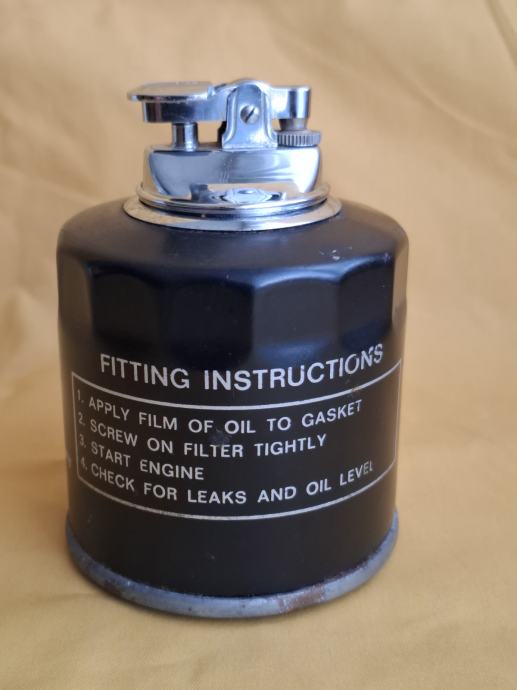 FITTING INSTRUCTIONS
1. APPLY FILM OF OIL TO GASKET
2. SCREW ON FILTER TIGHTLY
3. START ENGINE
4. CHECK FOR LEAKS AND OIL LEVEL